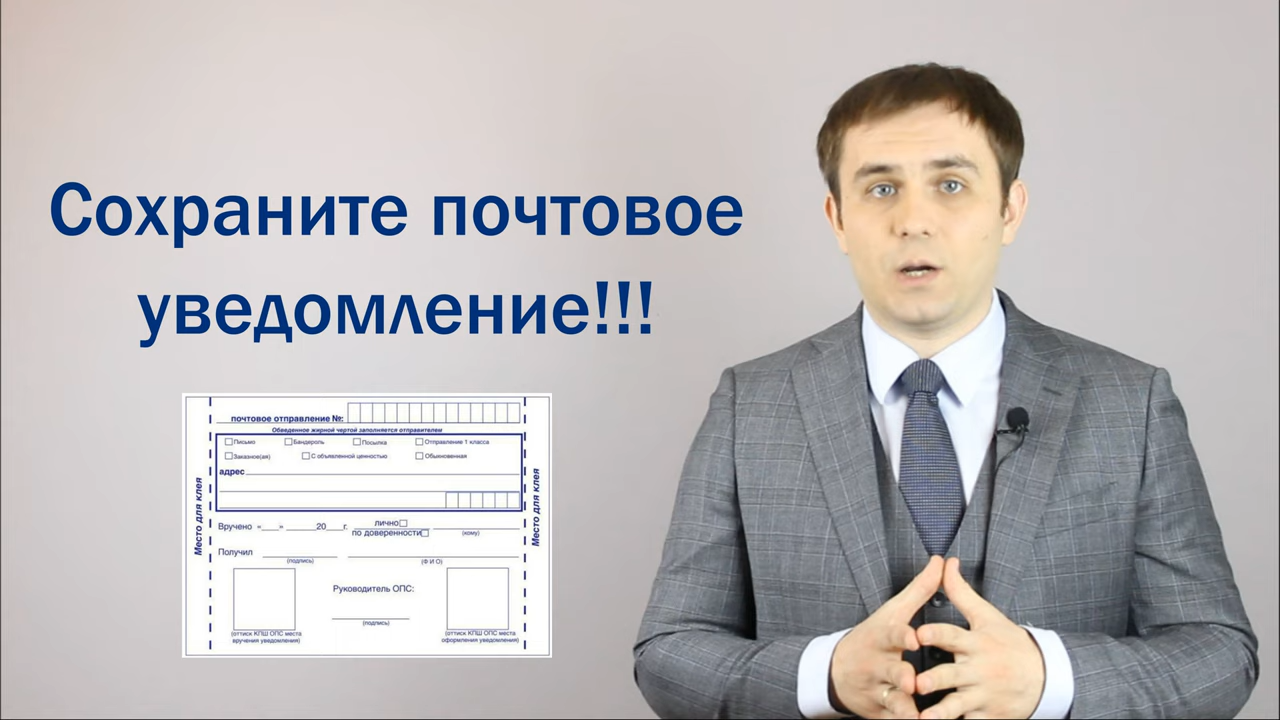 Сохраните почтовое
уведомление!!!
почтовое отправление №:
Обведенное жирной чертой заполняется отправителем
Письмо Бандероль Посылка Отправление 1 класса
Заказное(ая) С объявленной ценностью Обыкновенная
адрес
Место для клея
Место для клея
Вручено «___» ______20___г. лично
по доверенности (кому)
Получил
(подпись) (Ф И О)
Руководитель ОПС:
(подпись)
(оттиск КПШ ОПС места
вручения уведомления)
(оттиск КПШ ОПС места
оформления уведомления)